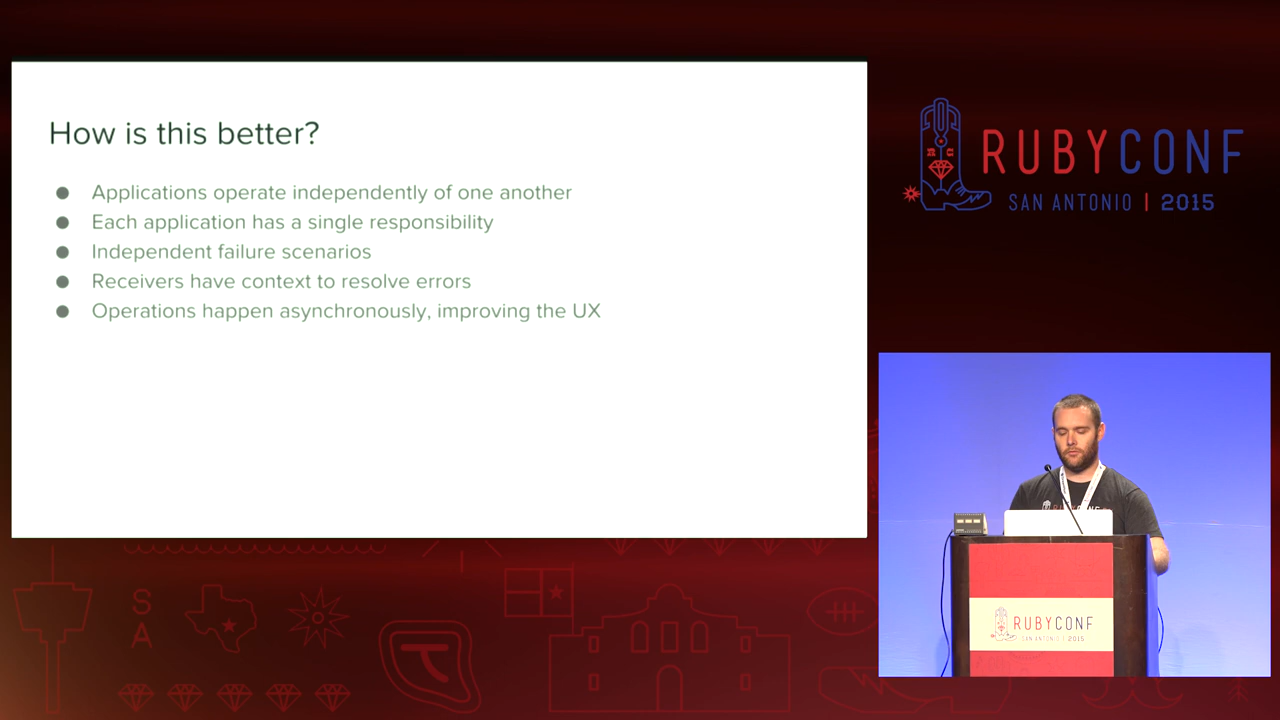 How is this better?
● Applications operate independently of one another
● Each application has a single responsibility
● Independent failure scenarios
● Receivers have context to resolve errors
● Operations happen asynchronously, improving the UX
RUBYCONF
SAN ANTONIO | 2015
RUBYCONF
SAN ANTONIO | 2015
S
A